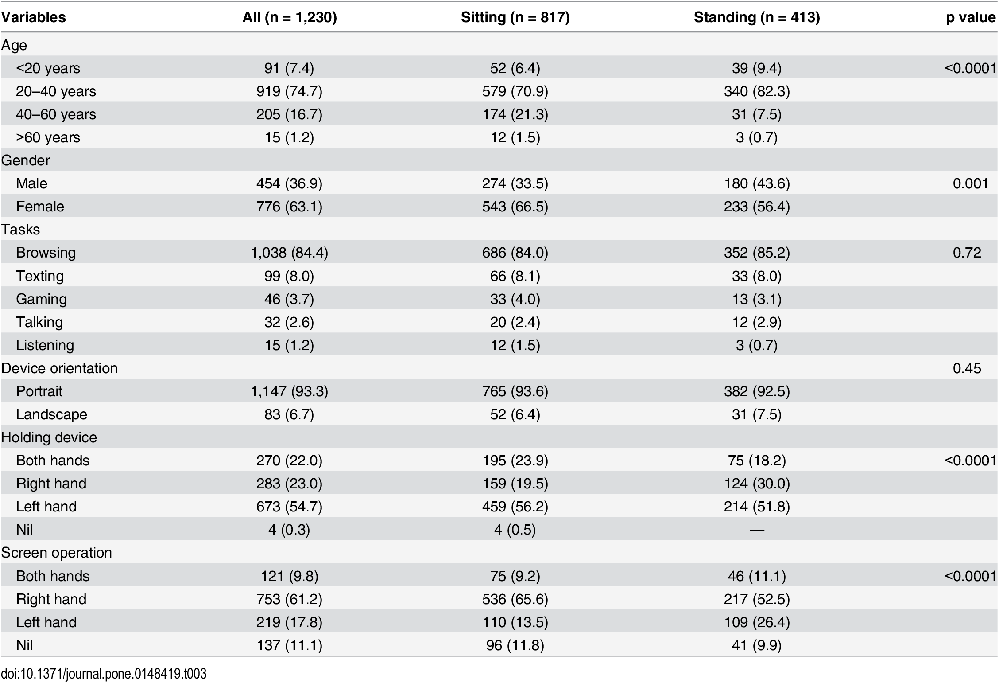 Variables All (n = 1,230) Sitting (n = 817) Standing (n = 413) p value
Age
<20 years 91 (7.4) 52 (6.4) 39 (9.4) <0.0001
20–40 years 919 (74.7) 579 (70.9) 340 (82.3)
40–60 years 205 (16.7) 174 (21.3) 31 (7.5)
>60 years 15 (1.2) 12 (1.5) 3 (0.7)
Gender
Male 454 (36.9) 274 (33.5) 180 (43.6) 0.001
Female 776 (63.1) 543 (66.5) 233 (56.4)
Tasks
Browsing 1,038 (84.4) 686 (84.0) 352 (85.2) 0.72
Texting 99 (8.0) 66 (8.1) 33 (8.0)
Gaming 46 (3.7) 33 (4.0) 13 (3.1)
Talking 32 (2.6) 20 (2.4) 12 (2.9)
Listening 15 (1.2) 12 (1.5) 3 (0.7)
Device orientation 0.45
Portrait 1,147 (93.3) 765 (93.6) 382 (92.5)
Landscape 83 (6.7) 52 (6.4) 31 (7.5)
Holding device
Both hands 270 (22.0) 195 (23.9) 75 (18.2) <0.0001
Right hand 283 (23.0) 159 (19.5) 124 (30.0)
Left hand 673 (54.7) 459 (56.2) 214 (51.8)
Nil 4 (0.3) 4 (0.5) —
Screen operation
Both hands 121 (9.8) 75 (9.2) 46 (11.1) <0.0001
Right hand 753 (61.2) 536 (65.6) 217 (52.5)
Left hand 219 (17.8) 110 (13.5) 109 (26.4)
Nil 137 (11.1) 96 (11.8) 41 (9.9)
doi:10.1371/journal.pone.0148419.t003